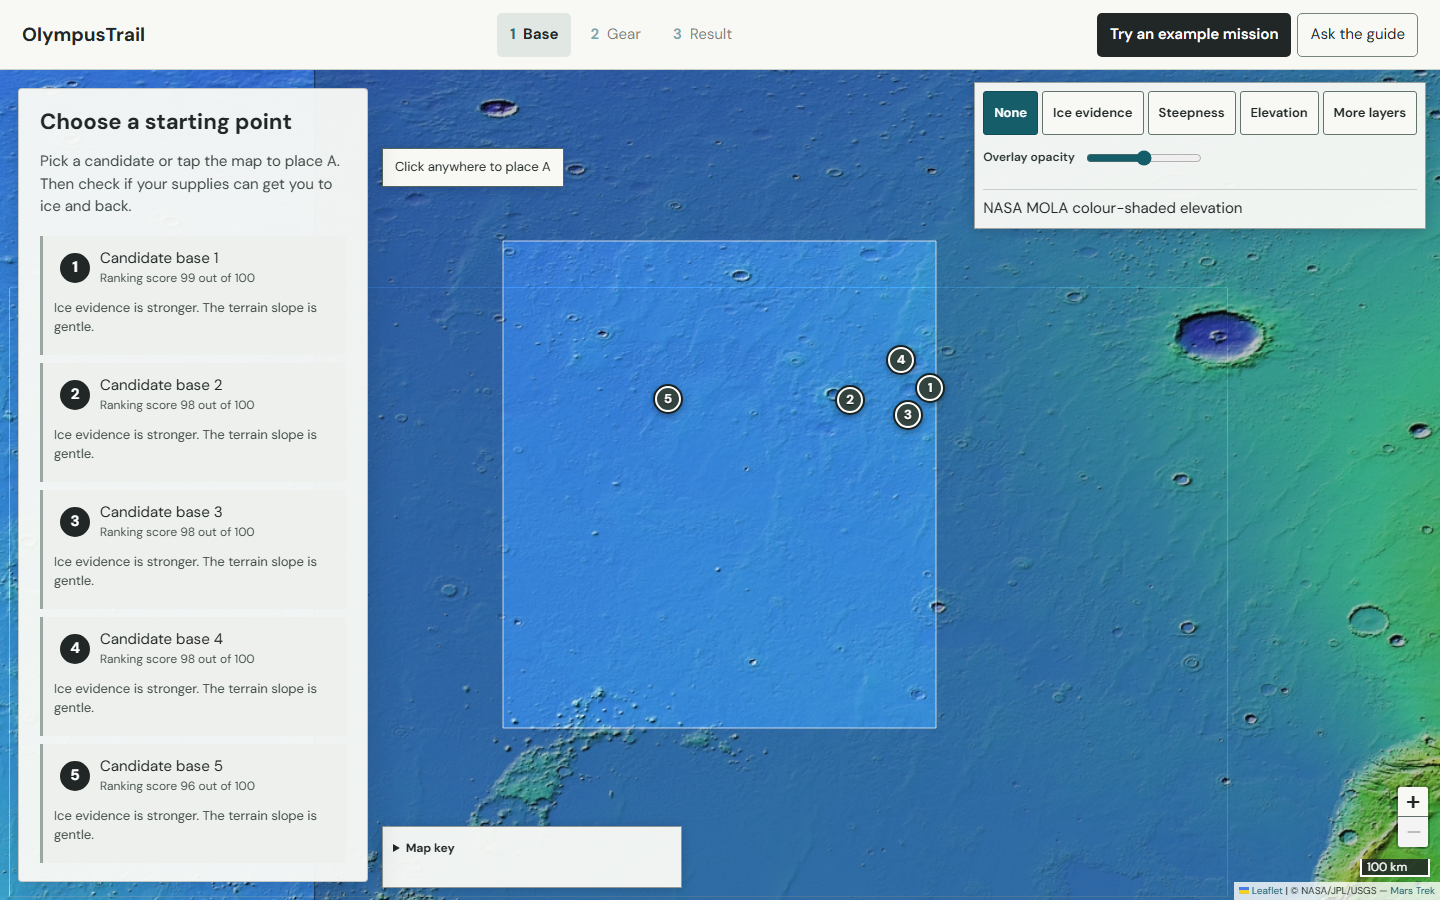 OlympusTrail
1 Base
2 Gear
3 Result
Try an example mission
Ask the guide
Choose a starting point
Pick a candidate or tap the map to place A.
Then check if your supplies can get you to
ice and back.
1
Candidate base 1
Ranking score 99 out of 100
Ice evidence is stronger. The terrain slope is
gentle.
2
Candidate base 2
Ranking score 98 out of 100
Ice evidence is stronger. The terrain slope is
gentle.
3
Candidate base 3
Ranking score 98 out of 100
Ice evidence is stronger. The terrain slope is
gentle.
4
Candidate base 4
Ranking score 98 out of 100
Ice evidence is stronger. The terrain slope is
gentle.
5
Candidate base 5
Ranking score 96 out of 100
Ice evidence is stronger. The terrain slope is
gentle.
Click anywhere to place A
None
Ice evidence
Steepness
Elevation
More layers
Overlay opacity
NASA MOLA colour-shaded elevation
4
1
5
2
3
Map key
+
−
100 km
Leaflet | © NASA/JPL/USGS — Mars Trek